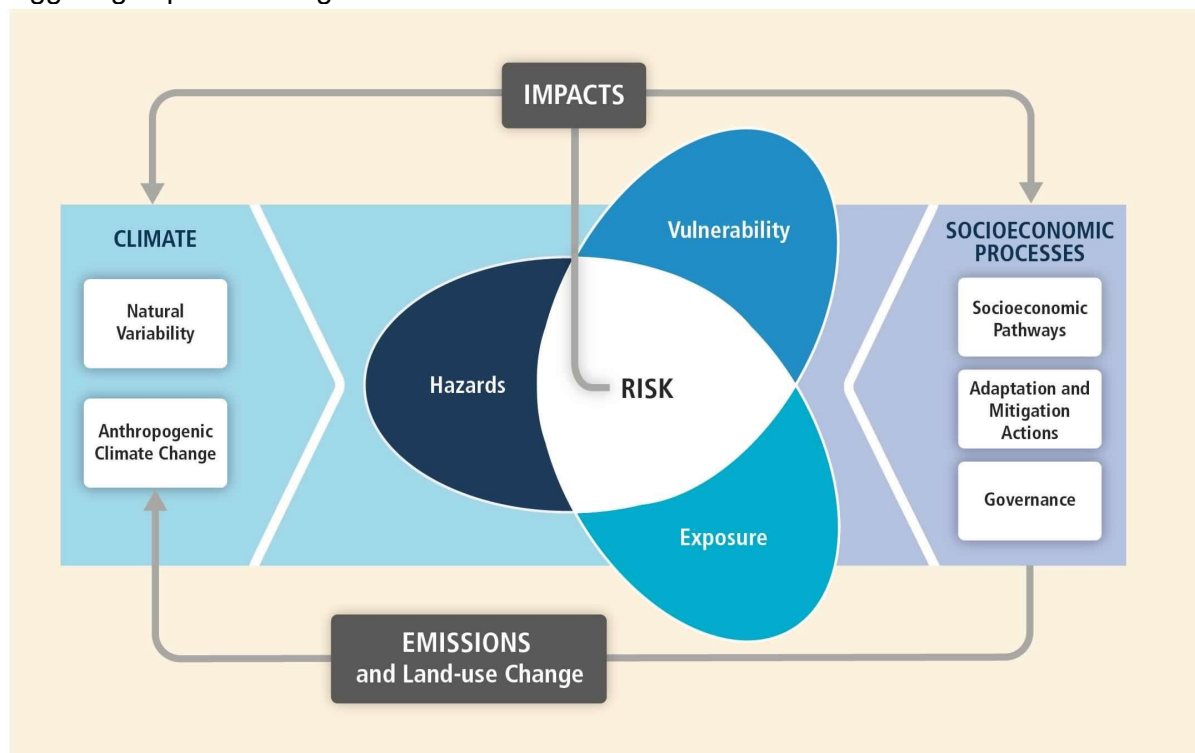 IMPACTS
CLIMATE
Natural
Variability
Anthropogenic
Climate Change
Hazards
Vulnerability
RISK
Exposure
SOCIOECONOMIC
PROCESSES
Socioeconomic
Pathways
Adaptation and
Mitigation
Actions
Governance
EMISSIONS
and Land-use Change